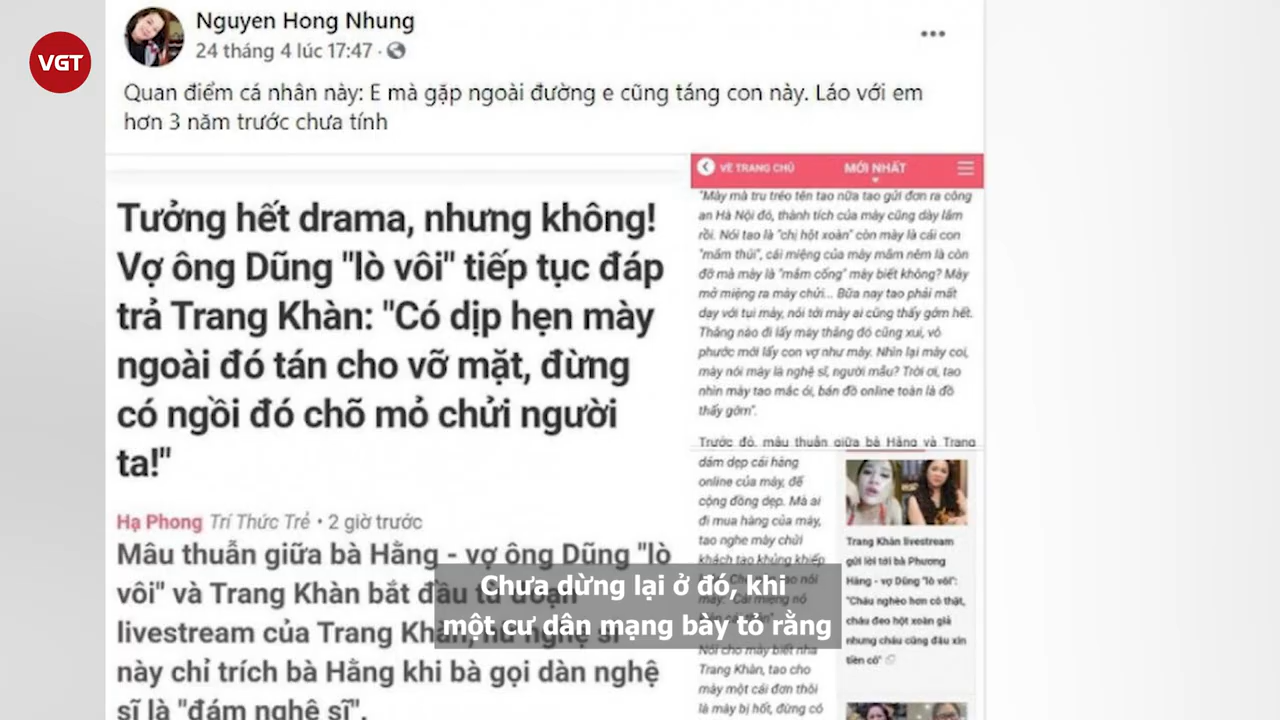 VGT
Nguyen Hong Nhung
24 tháng 4 lúc 17:47 ·
Quan điểm cá nhân này: E mà gặp ngoài đường e cũng táng con này. Láo với em
hơn 3 năm trước chưa tính
Tưởng hết drama, nhưng không!
Vợ ông Dũng "lò vôi" tiếp tục đáp
trả Trang Khàn: "Có dịp hẹn mày
ngoài đó tán cho vỡ mặt, đừng
có ngồi đó chõ mỏ chửi người
ta!"
Hạ Phong Trí Thức Trẻ • 2 giờ trước
Mâu thuẫn giữa bà Hằng - vợ ông Dũng "lò
vôi" và Trang Khàn bắt đầu từ đoạn
livestream của Trang Khàn, nữ nghệ sĩ
này chỉ trích bà Hằng khi bà gọi dàn nghệ
sĩ là "đám nghệ sĩ".
VỀ TRANG CHỦ MỚI NHẤT
"Mày mà tru tréo tên tao nữa tao gửi đơn ra công
an Hà Nội đó, thành tích của mày cũng dày lắm
rồi. Nói tao là "chị hột xoàn" còn mày là cái con
"mắm thúi", cái miệng của mày mắm nêm là còn
đỡ mà mày là "mắm cống" mày biết không? Mày
mở miệng ra mày chửi... Bữa nay tao phải mất
dạy với tụi mày, nói tới mày ai cũng thấy gớm hết.
Thằng nào đi lấy mày thằng đó cũng xui, vô
phước mới lấy con vợ như mày. Nhìn lại mày coi,
mày nói mày là nghệ sĩ, người mẫu? Trời ơi, tao
nhìn mày tao mắc ói, bán đồ online toàn là đồ
thấy gớm".
Trước đó, mâu thuẫn giữa bà Hằng và Trang
dám dẹp cái hàng
online của mày, để
cộng đồng dẹp. Mà ai
đi mua hàng của mày,
tao nghe mày chửi
khách tao khủng khiếp
Nói cho mày biết nha
Trang Khàn, tao cho
mày một cái đơn thôi
là mày bị hốt, đừng có
Trang Khàn livestream
gửi lời tới bà Phương
Hằng - vợ Dũng "lò vôi":
"Cháu nghèo hơn cô thật,
cháu đeo hột xoàn giả
nhưng cháu cũng đâu xin
tiền cô"
Chưa dừng lại ở đó, khi
một cư dân mạng bày tỏ rằng